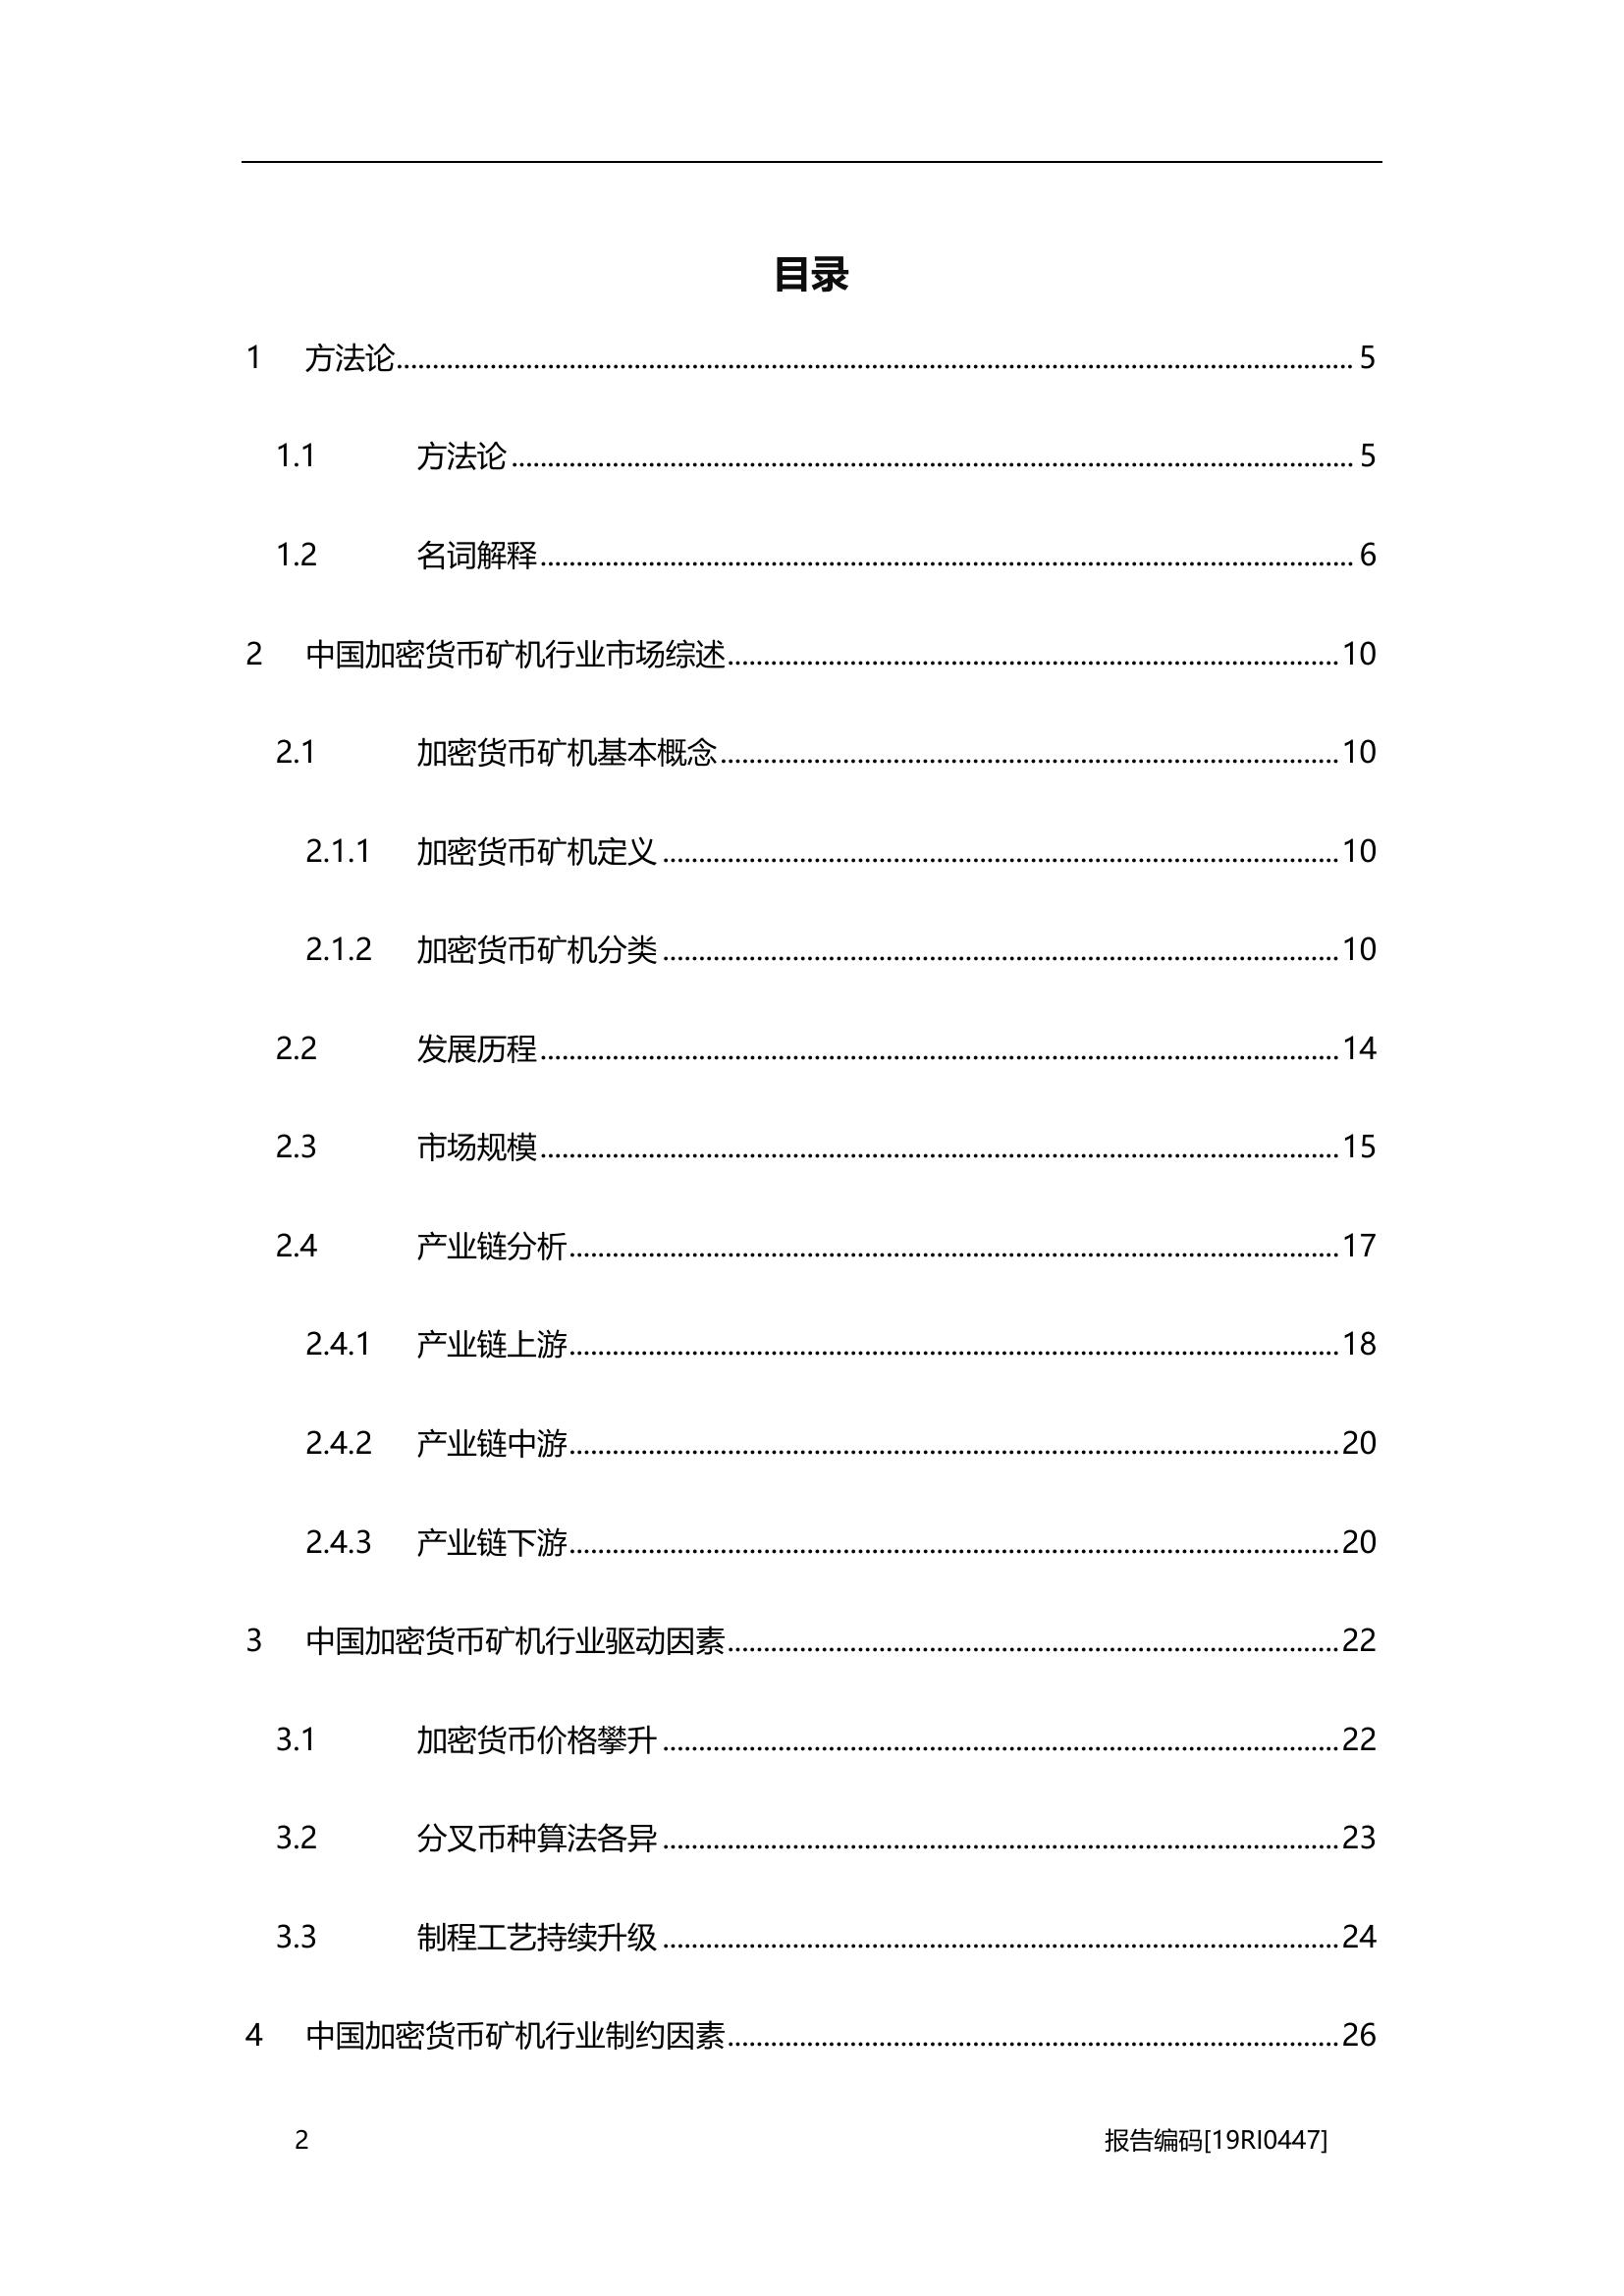 目录
1 方法论 5
1.1 方法论 5
1.2 名词解释 6
2 中国加密货币矿机行业市场综述 10
2.1 加密货币矿机基本概念 10
2.1.1 加密货币矿机定义 10
2.1.2 加密货币矿机分类 10
2.2 发展历程 14
2.3 市场规模 15
2.4 产业链分析 17
2.4.1 产业链上游 18
2.4.2 产业链中游 20
2.4.3 产业链下游 20
3 中国加密货币矿机行业驱动因素 22
3.1 加密货币价格攀升 22
3.2 分叉币种算法各异 23
3.3 制程工艺持续升级 24
4 中国加密货币矿机行业制约因素 26
2 报告编码[19RI0447]